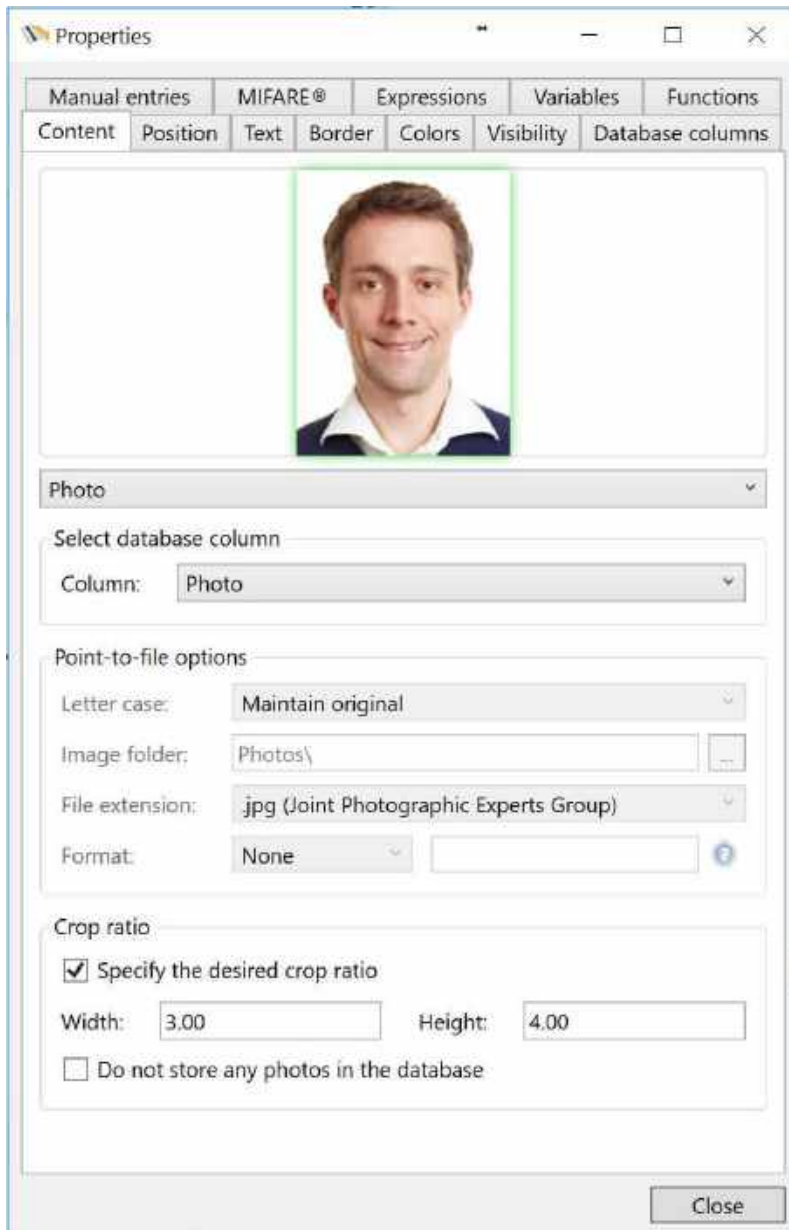 Properties
Manual entries MIFARE® Expressions Variables Functions
Content Position Text Border Colors Visibility Database columns
Photo
Select database column
Column: Photo
Point-to-file options
Letter case: Maintain original
Image folder: Photos\ ...
File extension: .jpg (Joint Photographic Experts Group)
Format: None ?
Crop ratio
Specify the desired crop ratio
Width: 3.00 Height: 4.00
Do not store any photos in the database
Close